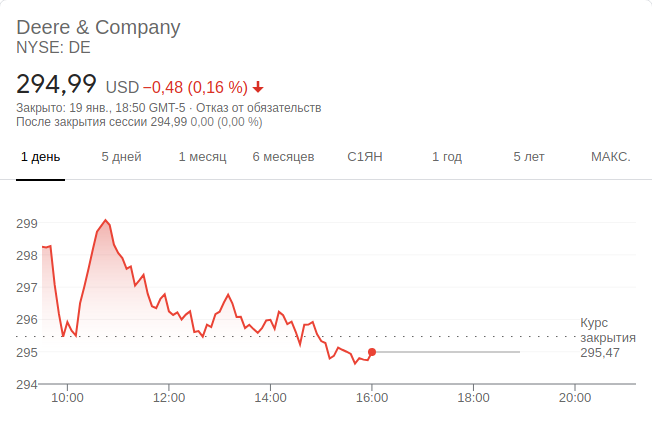 Deere & Company
NYSE: DE
294,99 USD −0,48 (0,16 %)
Закрыто: 19 янв., 18:50 GMT-5 · Отказ от обязательств
После закрытия сессии 294,99 0,00 (0,00 %)
1 день 5 дней 1 месяц 6 месяцев С1ЯН 1 год 5 лет МАКС.
299
298
297
296
Курс
закрытия
295,47
295
294
10:00 12:00 14:00 16:00 18:00 20:00